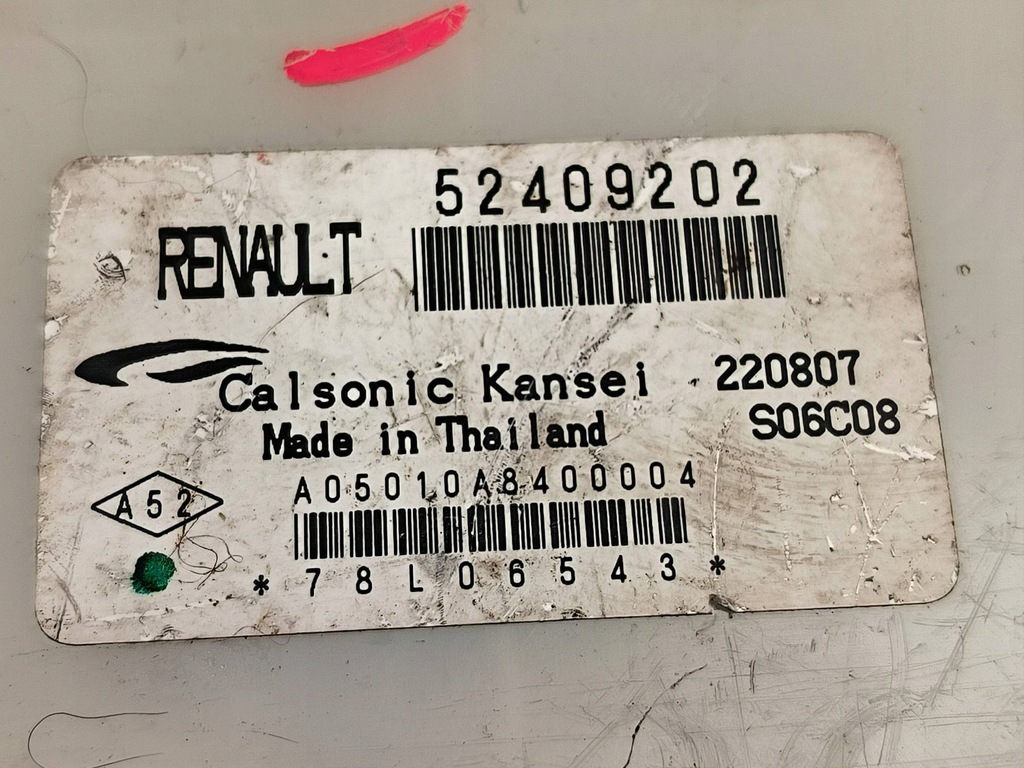 52409202
RENAULT
Calsonic Kansei 220807
Made in Thailand S06C08
A05010A8400004
A52
*78L06543*